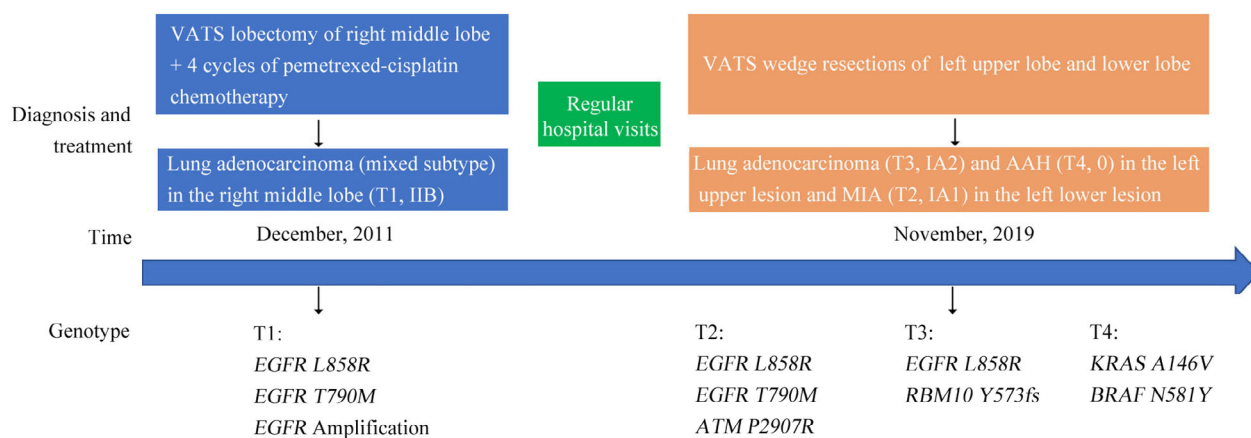 VATS lobectomy of right middle lobe
+ 4 cycles of pemetrexed-cisplatin
chemotherapy
VATS wedge resections of left upper lobe and lower lobe
Regular
hospital visits
Diagnosis and
treatment
Lung adenocarcinoma (mixed subtype)
in the right middle lobe (T1, IIB)
Lung adenocarcinoma (T3, IA2) and AAH (T4, 0) in the left
upper lesion and MIA (T2, IA1) in the left lower lesion
Time
December, 2011
November, 2019
Genotype
T1:
EGFR L858R
EGFR T790M
EGFR Amplification
T2:
EGFR L858R
EGFR T790M
ATM P2907R
T3:
EGFR L858R
RBM10 Y573fs
T4:
KRAS A146V
BRAF N581Y